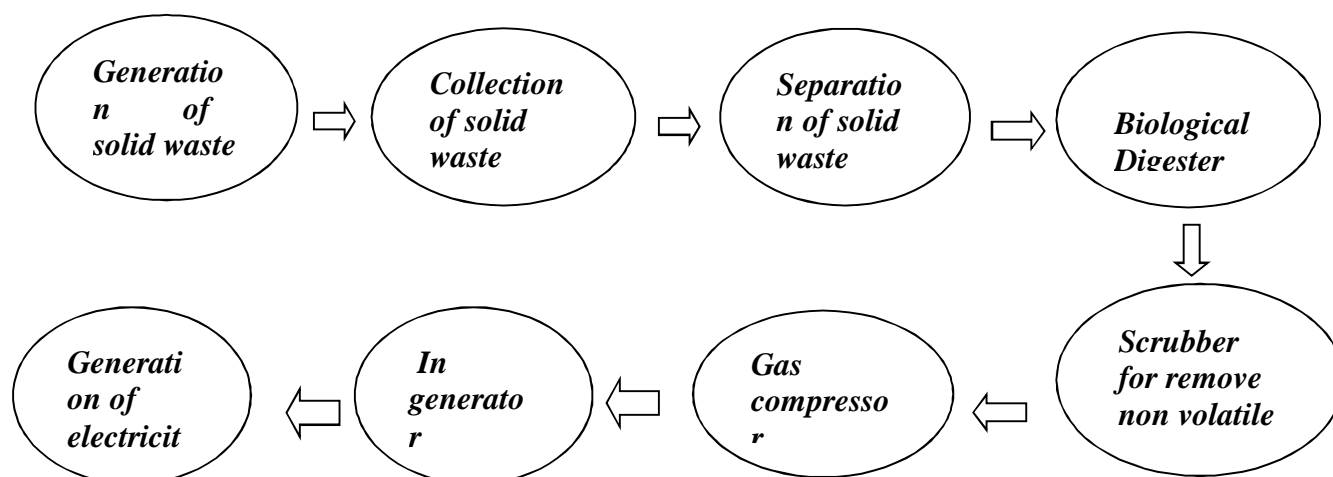 Generatio
n of
solid waste
Collection
of solid
waste
Separatio
n of solid
waste
Biological
Digester
Scrubber
for remove
non volatile
Gas
compresso
r
In
generato
r
Generati
on of
electricit